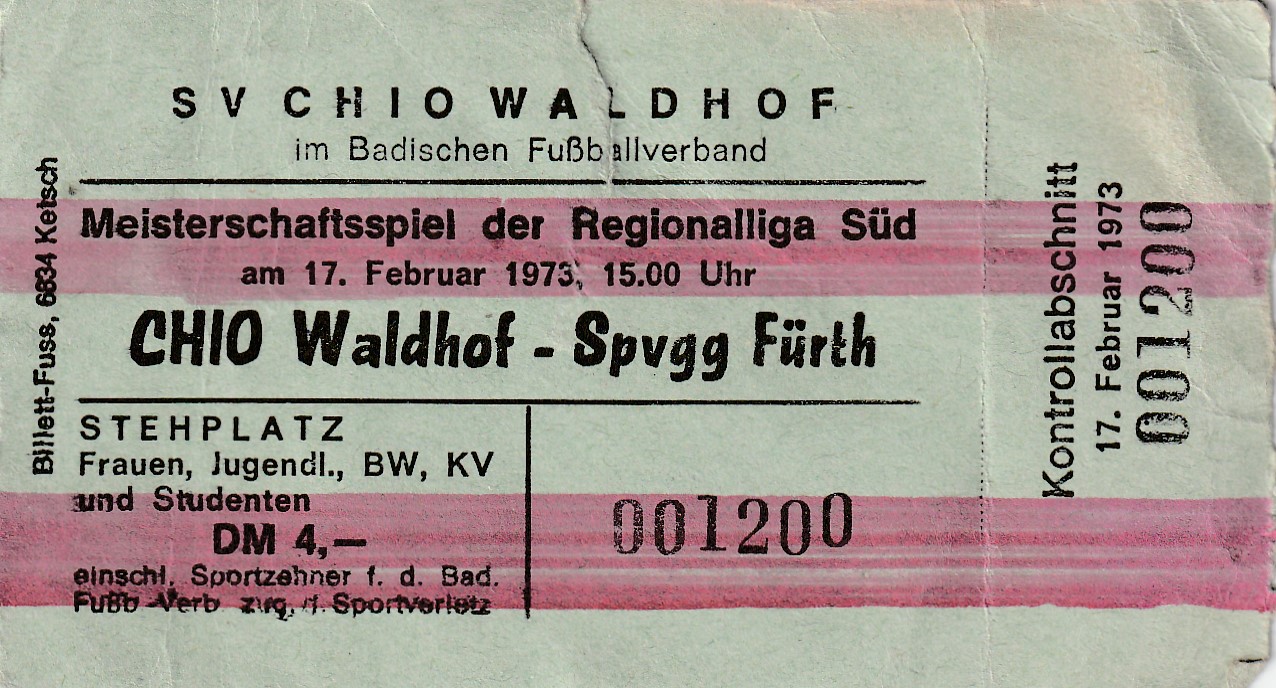 SV CHIO WALDHOF
im Badischen Fußballverband
Meisterschaftsspiel der Regionalliga Süd
am 17. Februar 1973, 15.00 Uhr
CHIO Waldhof - Spvgg Fürth
STEHPLATZ
Frauen, Jugendl., BW, KV
und Studenten
DM 4,—
einschl. Sportzehner f. d. Bad.
Fußb-Verb zug. d. Sportverletz
001200
Billett-Fuss, 6834 Ketsch
Kontrollabschnitt
17. Februar 1973
001200